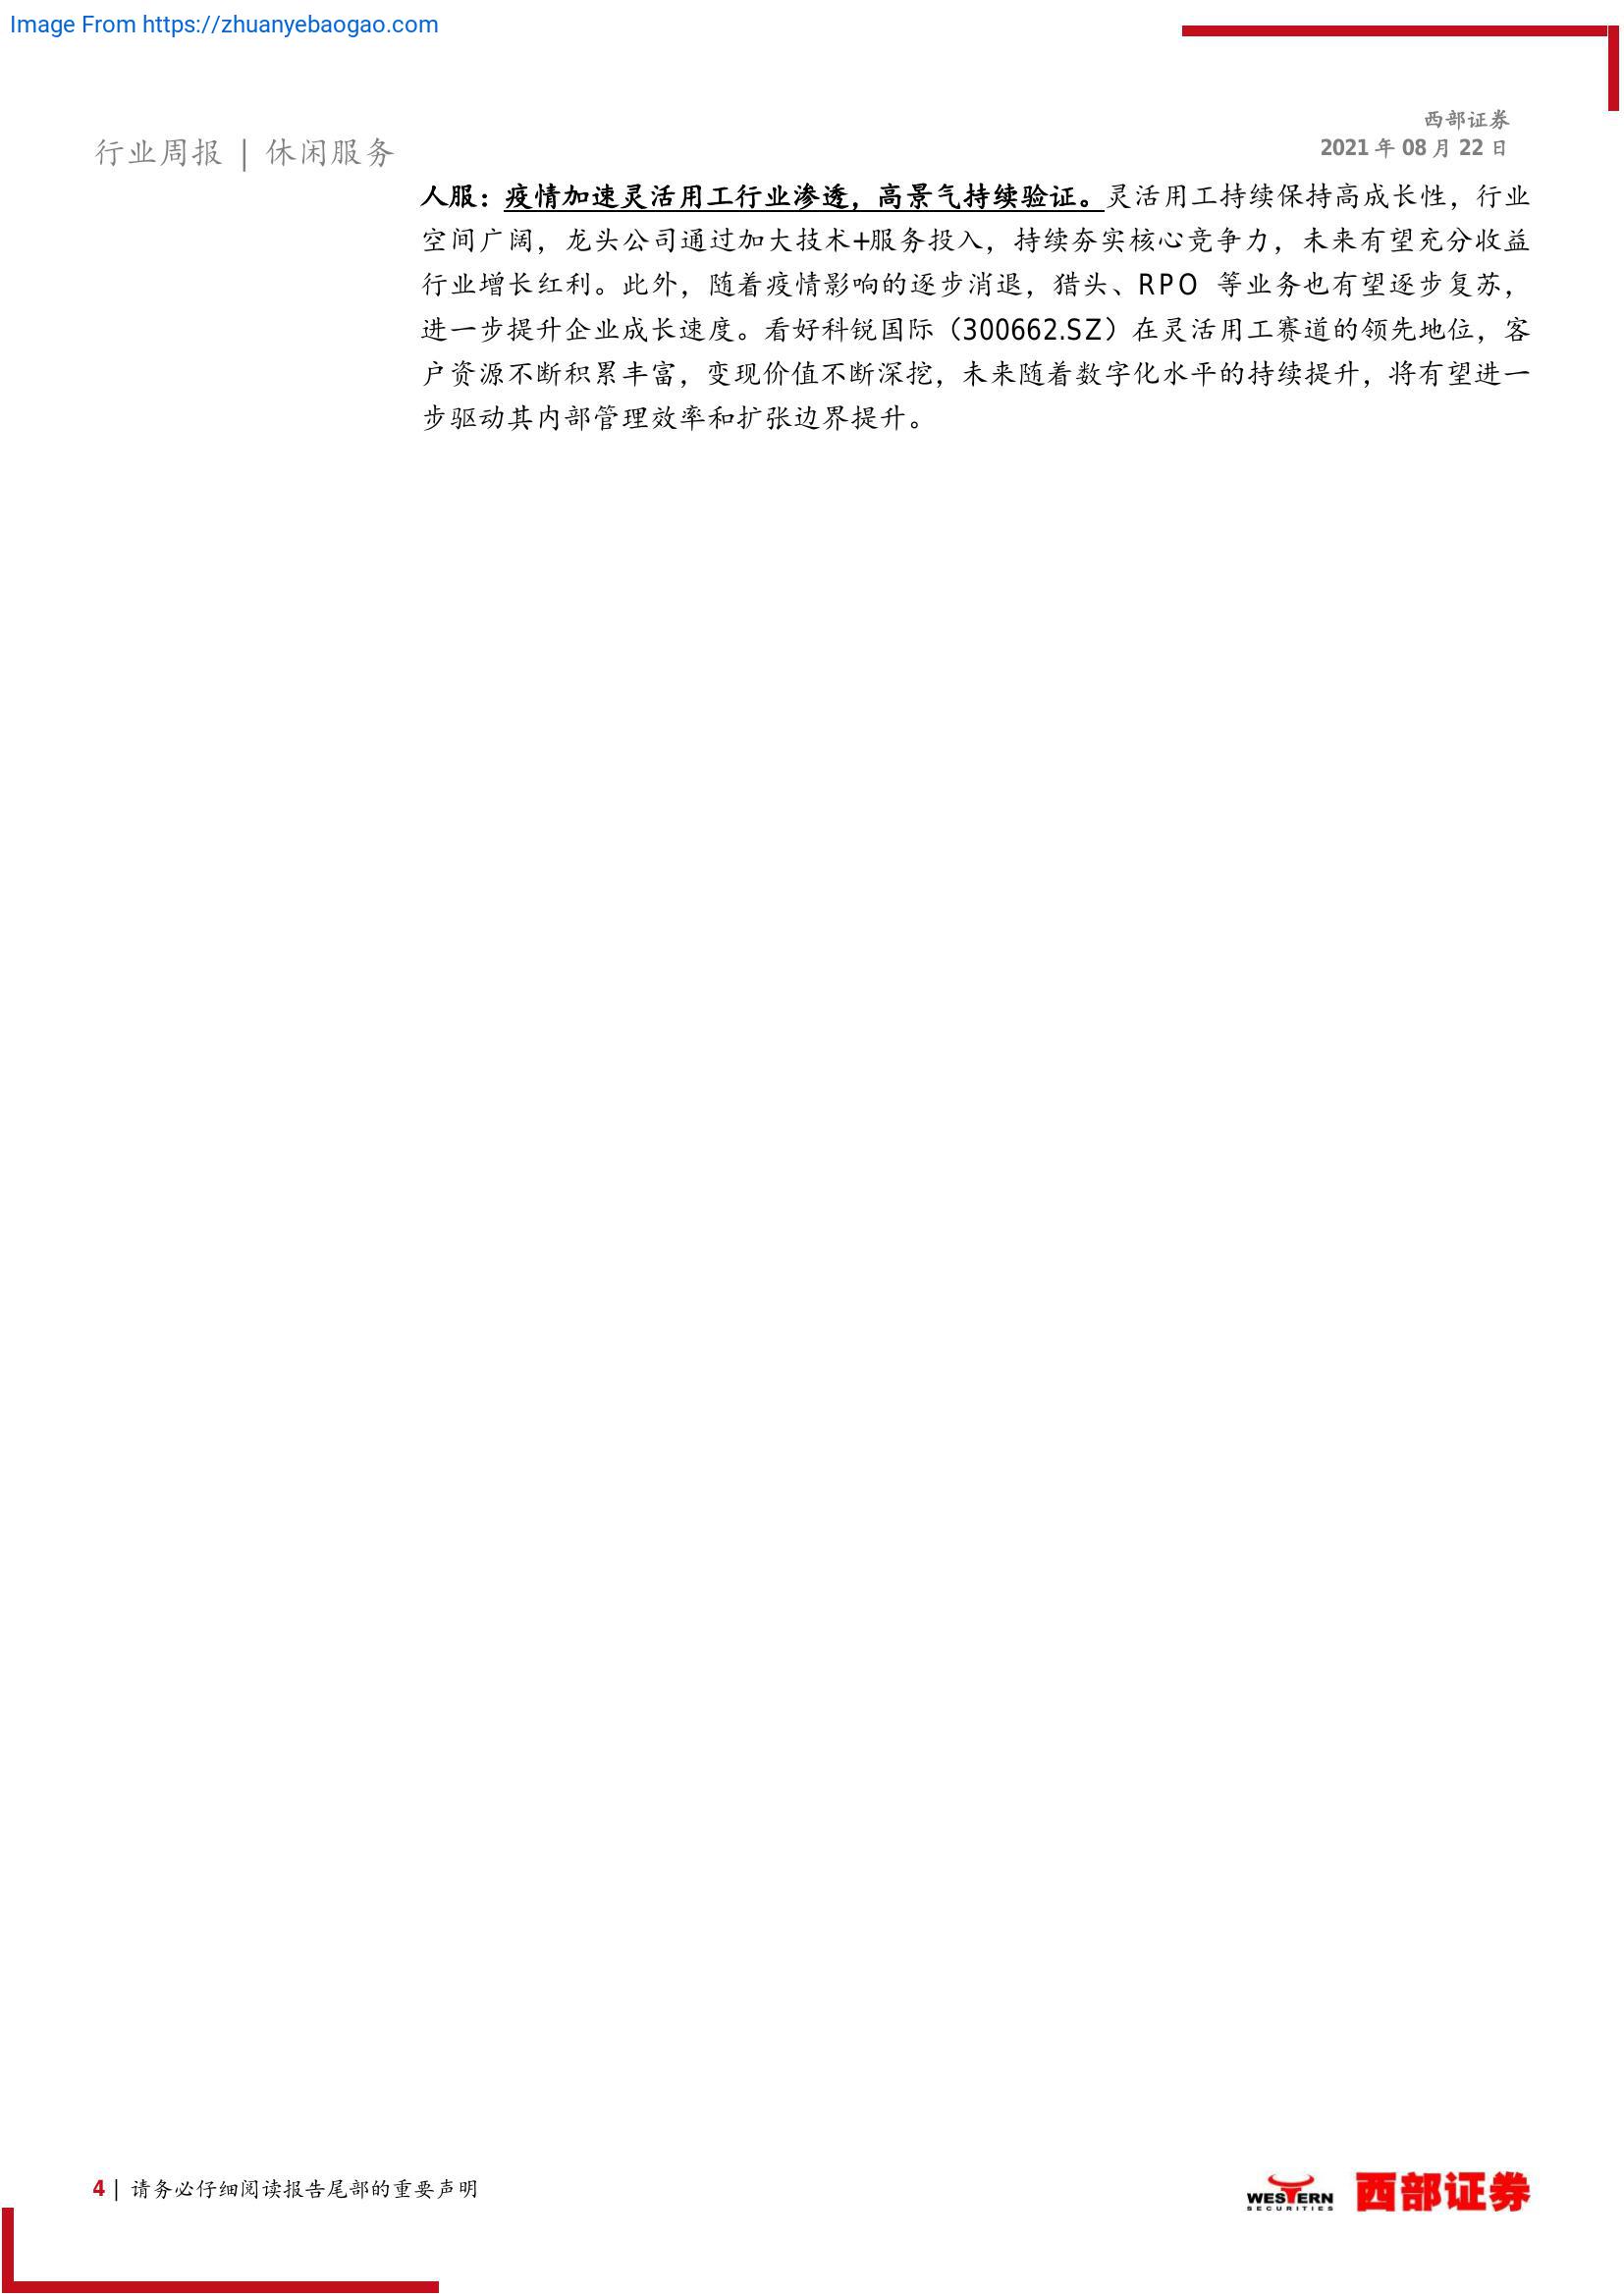 Image From https://zhuanyebaogao.com
西部证券
行业周报 | 休闲服务
2021 年 08 月 22 日
人服：疫情加速灵活用工行业渗透，高景气持续验证。灵活用工持续保持高成长性，行业
空间广阔，龙头公司通过加大技术+服务投入，持续夯实核心竞争力，未来有望充分收益
行业增长红利。此外，随着疫情影响的逐步消退，猎头、RPO 等业务也有望逐步复苏，
进一步提升企业成长速度。看好科锐国际（300662.SZ）在灵活用工赛道的领先地位，客
户资源不断积累丰富，变现价值不断深挖，未来随着数字化水平的持续提升，将有望进一
步驱动其内部管理效率和扩张边界提升。
4 | 请务必仔细阅读报告尾部的重要声明
WESTERN
SECURITIES
西部证券